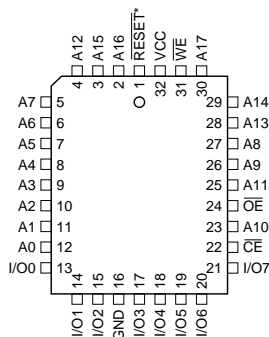 A12 A15 A16 RESET* VCC WE A17
4 3 2 1 32 31 30
A7 5 29 A14
A6 6 28 A13
A5 7 27 A8
A4 8 26 A9
A3 9 25 A11
A2 10 24 OE
A1 11 23 A10
A0 12 22 CE
I/O0 13 21 I/O7
14 15 16 17 18 19 20
I/O1 I/O2 GND I/O3 I/O4 I/O5 I/O6